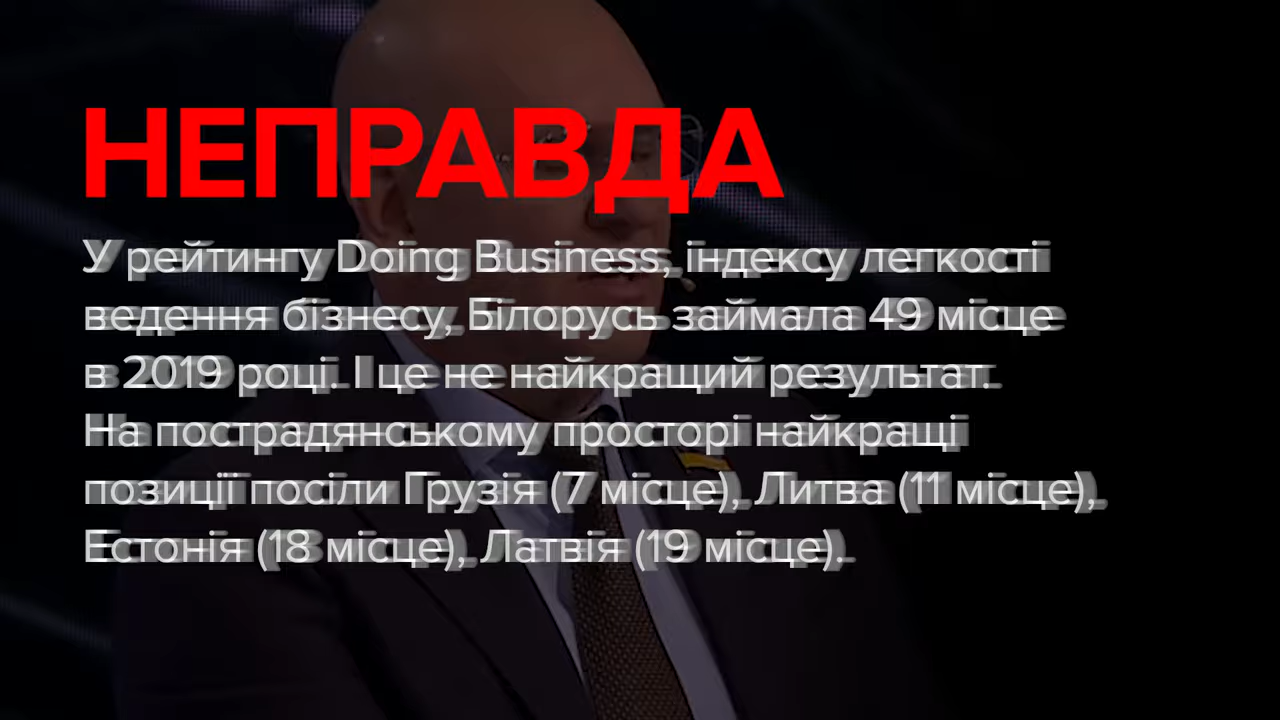 НЕПРАВДА
У рейтингу Doing Business, індексу легкості
ведення бізнесу, Білорусь займала 49 місце
в 2019 році. І це не найкращий результат.
На пострадянському просторі найкращі
позиції посіли Грузія (7 місце), Литва (11 місце),
Естонія (18 місце), Латвія (19 місце).